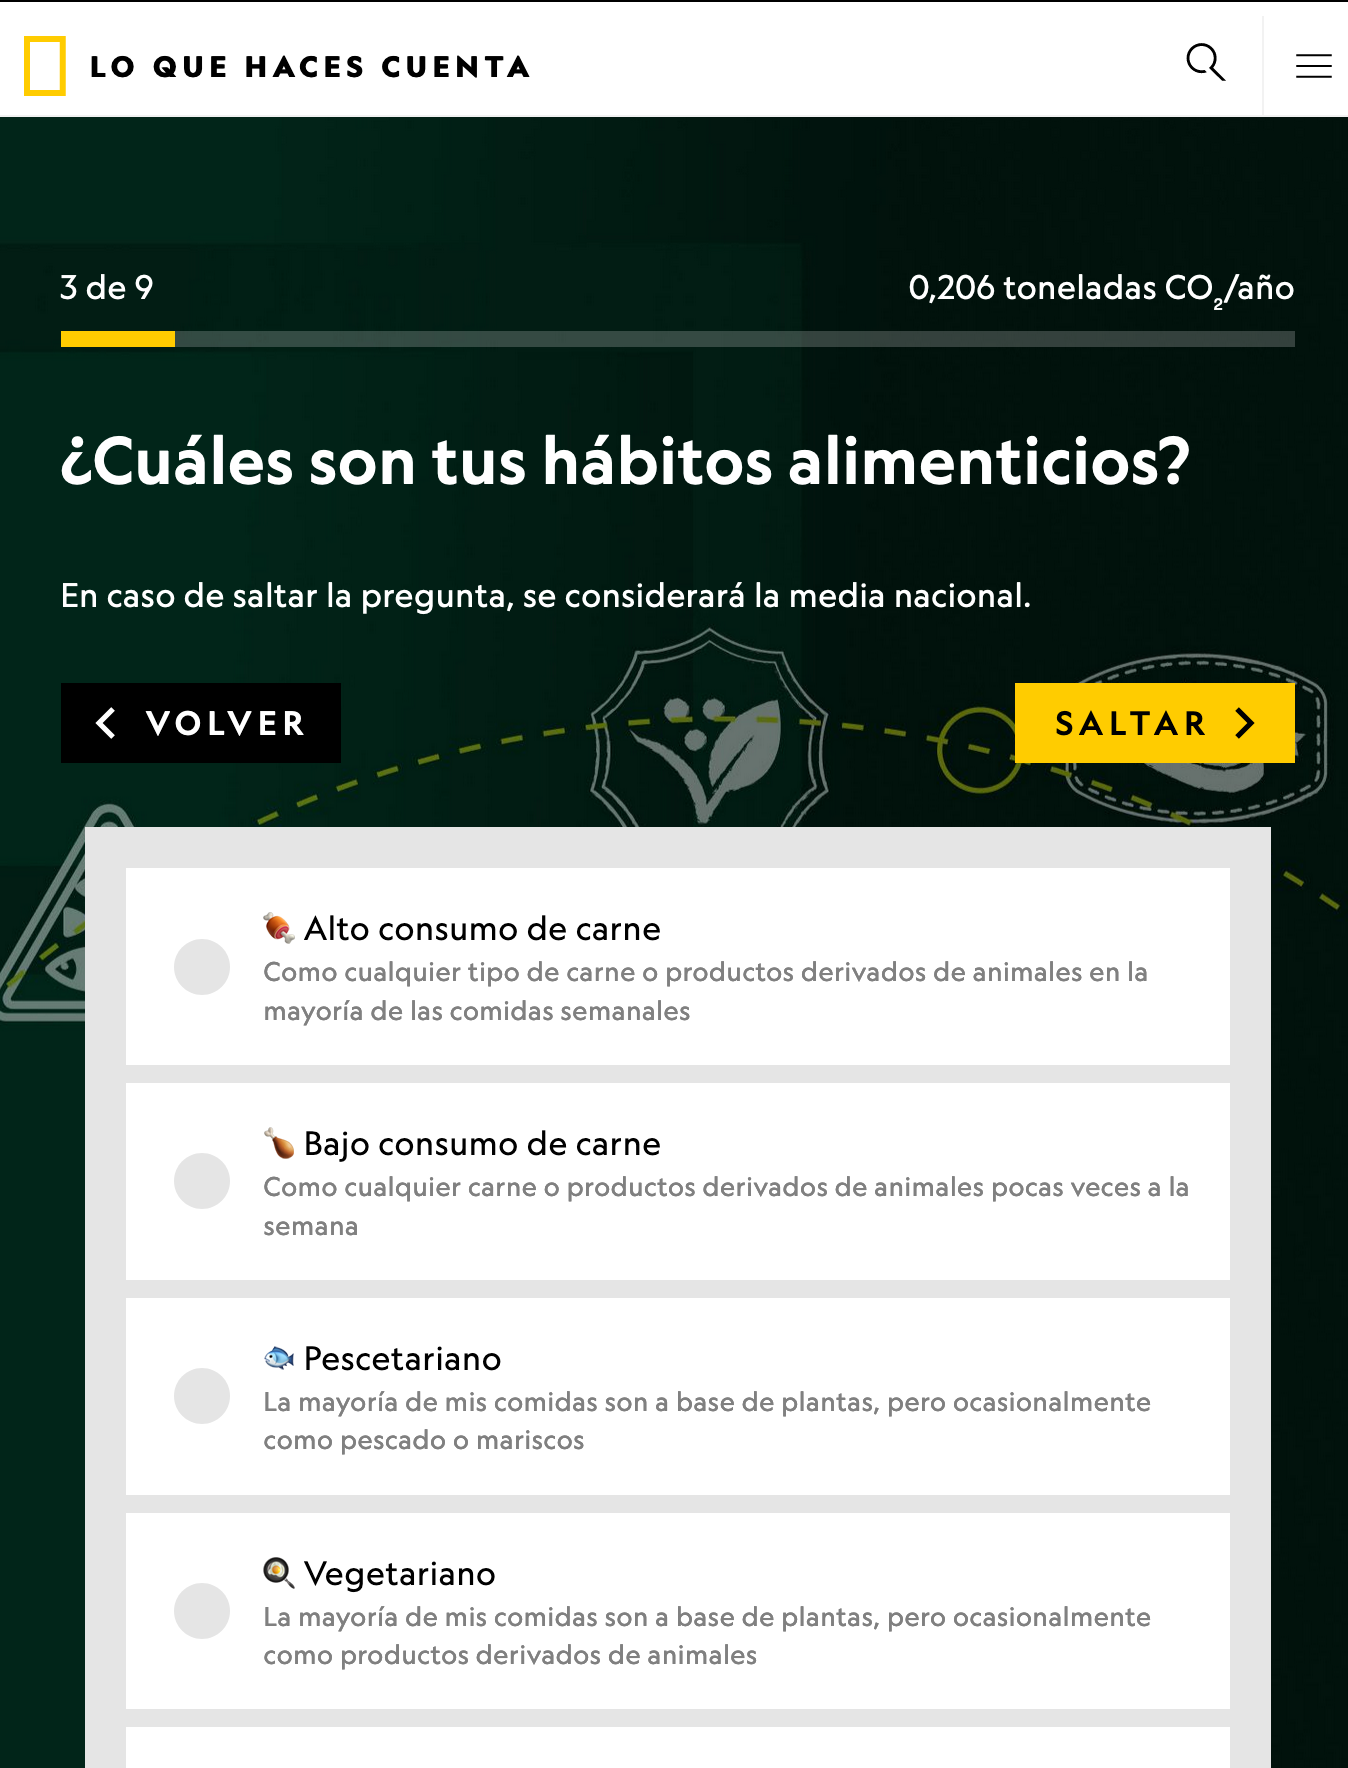 LO QUE HACES CUENTA
3 de 9
0,206 toneladas CO₂/año
¿Cuáles son tus hábitos alimenticios?
En caso de saltar la pregunta, se considerará la media nacional.
VOLVER
SALTAR
Alto consumo de carne
Como cualquier tipo de carne o productos derivados de animales en la
mayoría de las comidas semanales
Bajo consumo de carne
Como cualquier carne o productos derivados de animales pocas veces a la
semana
Pescetariano
La mayoría de mis comidas son a base de plantas, pero ocasionalmente
como pescado o mariscos
Vegetariano
La mayoría de mis comidas son a base de plantas, pero ocasionalmente
como productos derivados de animales